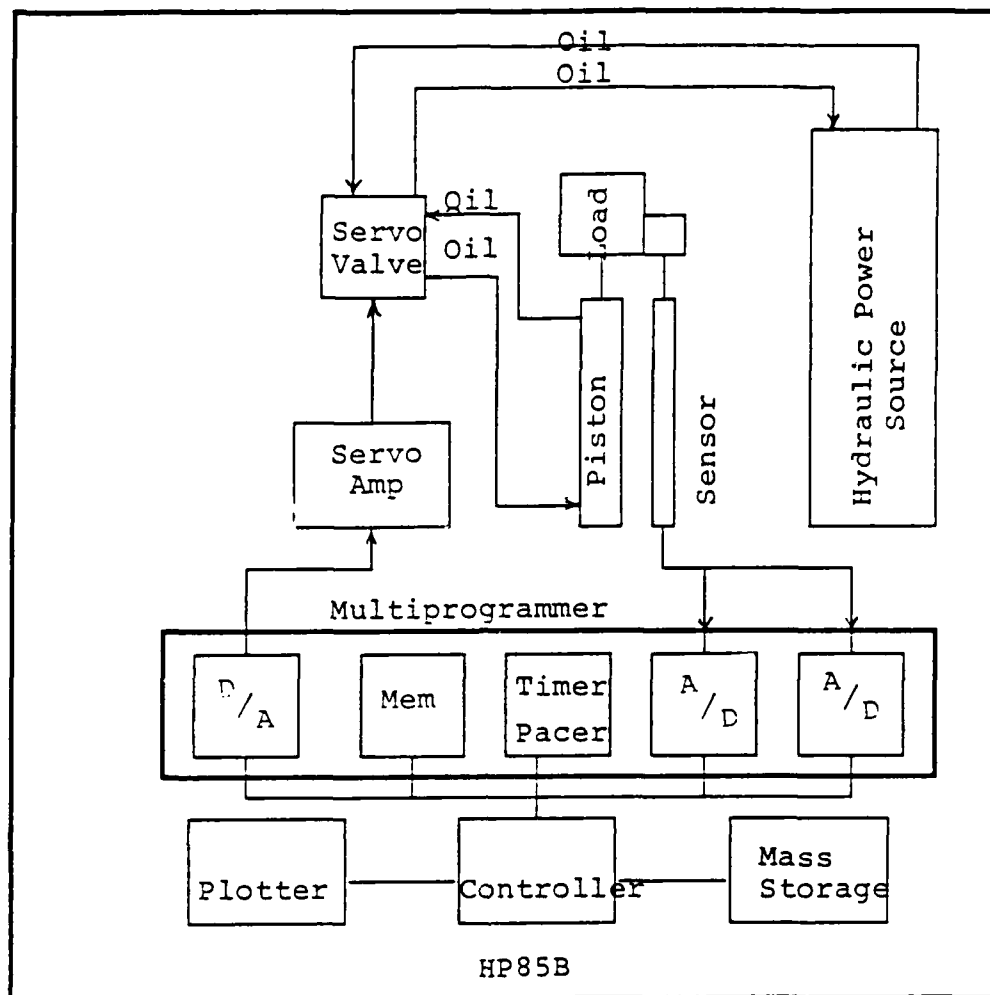 Oil
Oil
Oil
Oil
Servo
Valve
Load
Hydraulic Power
Source
Piston
Sensor
Servo
Amp
Multiprogrammer
D/A
Mem
Timer
Pacer
A/D
A/D
Plotter
Controller
Mass
Storage
HP85B